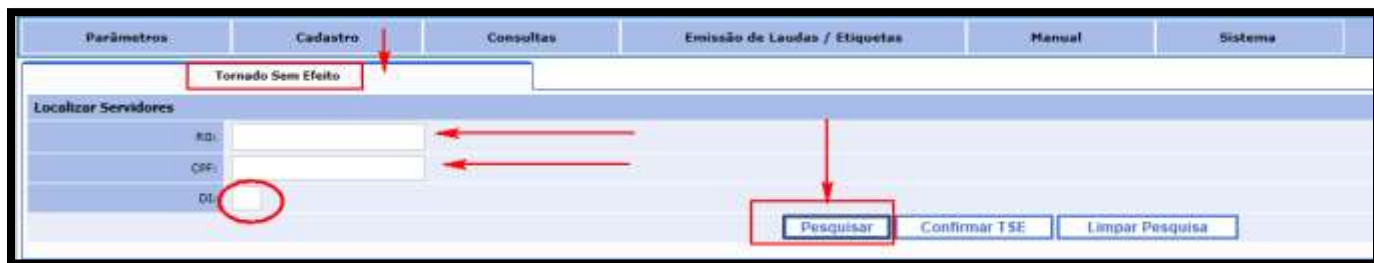 Parâmetros Cadastro Consultas Emissão de Laudas / Etiquetas Manual Sistema
Tornado Sem Efeito
Localizar Servidores
RG:
CPF:
DI:
Pesquisar Confirmar TSE Limpar Pesquisa